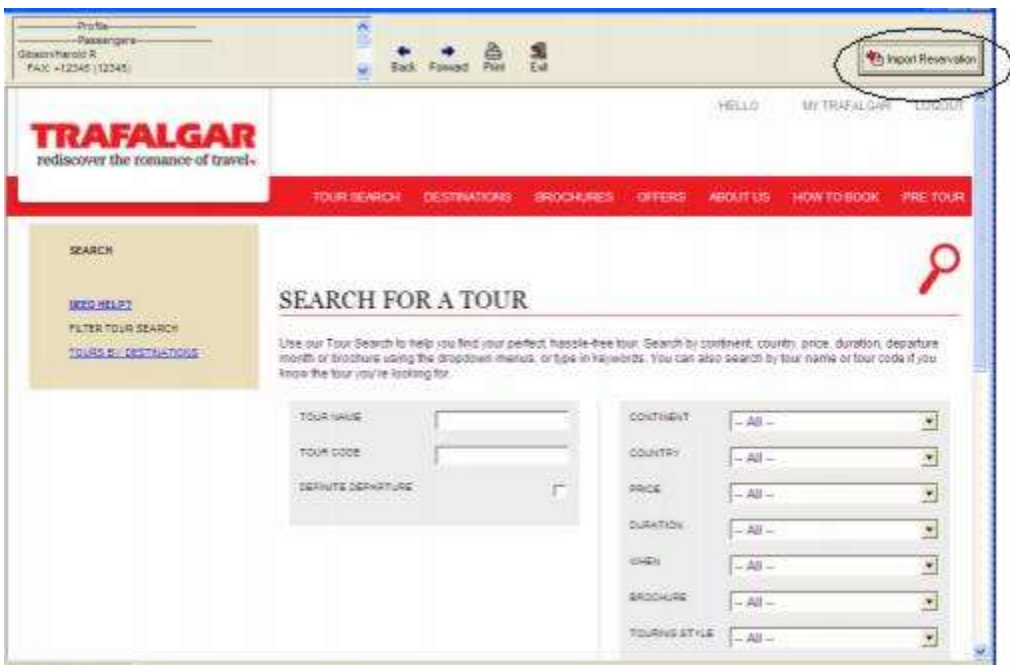 Profile
Passengers
Gibson/Harold R
FAX: +12345 (12345)
Back Forward Print Exit
Import Reservation
HELLO MY TRAFALGAR LOGOUT
TRAFALGAR
rediscover the romance of travel
TOUR SEARCH DESTINATIONS BROCHURES OFFERS ABOUT US HOW TO BOOK PRE TOUR
SEARCH
NEED HELP?
FILTER TOUR SEARCH
TOURS BY DESTINATIONS
SEARCH FOR A TOUR
Use our Tour Search to help you find your perfect, hassle-free tour. Search by continent, country, price, duration, departure
month or brochure using the dropdown menus, or type in keywords. You can also search by tour name or tour code if you
know the tour you're looking for.
TOUR NAME
TOUR CODE
DEFINITE DEPARTURE
CONTINENT -- All --
COUNTRY -- All --
PRICE -- All --
DURATION -- All --
WHEN -- All --
BROCHURE -- All --
TOURING STYLE -- All --